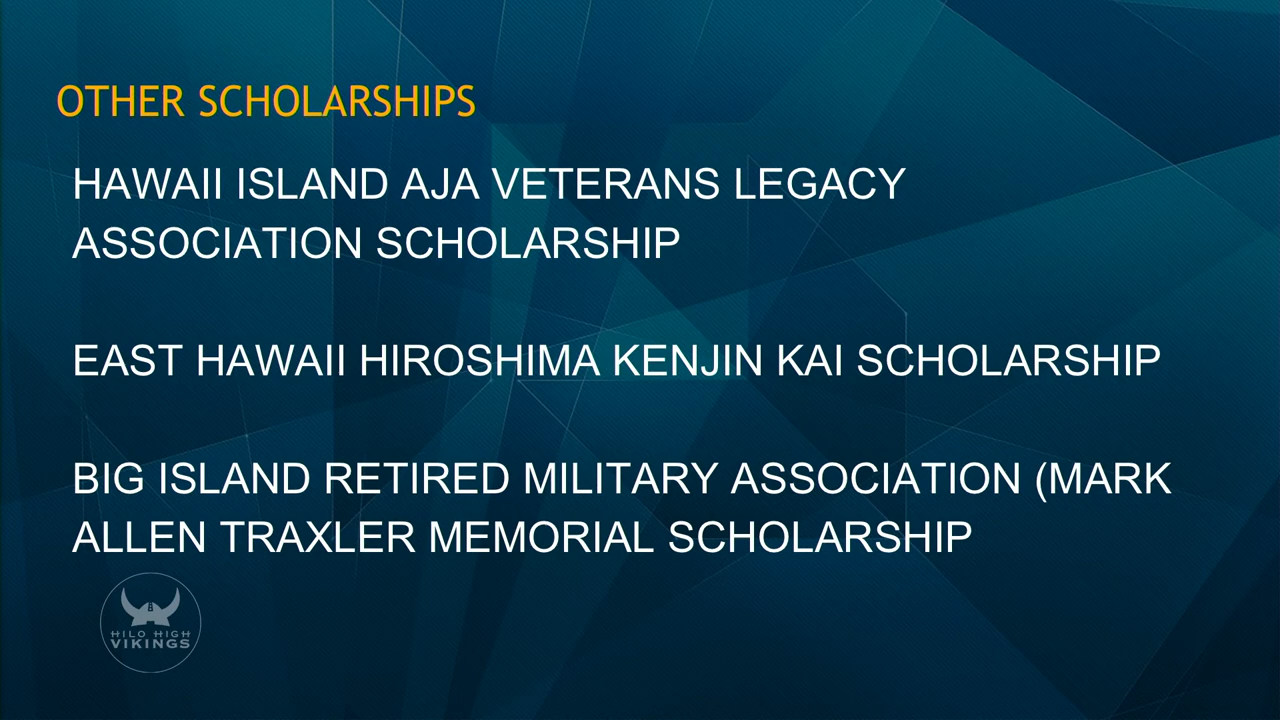 OTHER SCHOLARSHIPS
HAWAII ISLAND AJA VETERANS LEGACY
ASSOCIATION SCHOLARSHIP
EAST HAWAII HIROSHIMA KENJIN KAI SCHOLARSHIP
BIG ISLAND RETIRED MILITARY ASSOCIATION (MARK
ALLEN TRAXLER MEMORIAL SCHOLARSHIP
HILO HIGH
VIKINGS